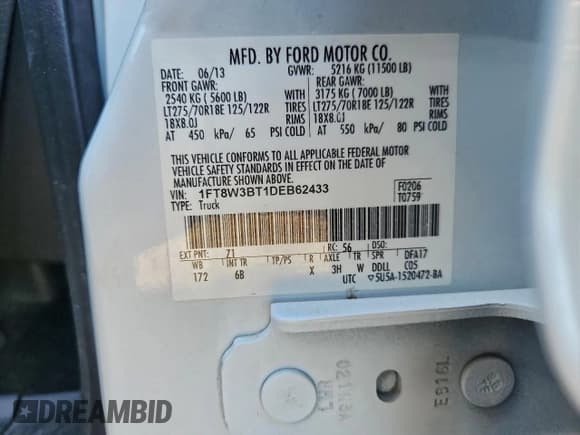 MFD. BY FORD MOTOR CO.
DATE: 06/13 GVWR: 5216 KG (11500 LB)
FRONT GAWR: REAR GAWR:
2540 KG ( 5600 LB) 3175 KG ( 7000 LB)
LT275/70R18E 125/122R TIRES LT275/70R18E 125/122R TIRES
18X8.0J RIMS 18X8.0J RIMS
AT 450 kPa/ 65 PSI COLD AT 550 kPa/ 80 PSI COLD
THIS VEHICLE CONFORMS TO ALL APPLICABLE FEDERAL MOTOR
VEHICLE SAFETY STANDARDS IN EFFECT ON THE DATE OF
MANUFACTURE SHOWN ABOVE.
VIN: 1FT8W3BT1DEB62433 F0206
TYPE: Truck T0759
EXT PNT: Z1 RC: 56 DSO:
WB INT TR TP/PS R AXLE TR SPR DFA17
172 6B X 3H W DDLL C05
UTC ▽5U5A-1520472-BA
E916L
DREAMBID